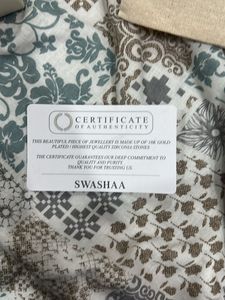 CERTIFICATE
OF AUTHENTICITY
THIS BEAUTIFUL PIECE OF JEWELLERY IS MADE UP OF 18K GOLD
PLATED / HIGHEST QUALITY ZIRCONIA STONES
THE CERTIFICATE GUARANTEES OUR DEEP COMMITMENT TO
QUALITY AND PURITY
THANK YOU FOR TRUSTING US.
SWASHAA